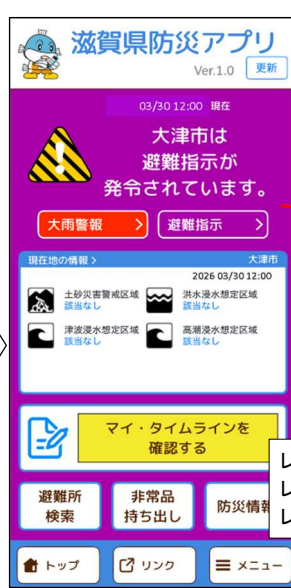 滋賀県防災アプリ
Ver.1.0 更新
03/30 12:00 現在
大津市は
避難指示が
発令されています。
大雨警報 > 避難指示 >
現在地の情報 > 大津市
2026 03/30 12:00
土砂災害警戒区域 洪水浸水想定区域
該当なし 該当なし
津波浸水想定区域 高潮浸水想定区域
該当なし 該当なし
マイ・タイムラインを
確認する
避難所 非常品 防災情報
検索 持ち出し
レ
レ
レ
トップ リンク メニュー